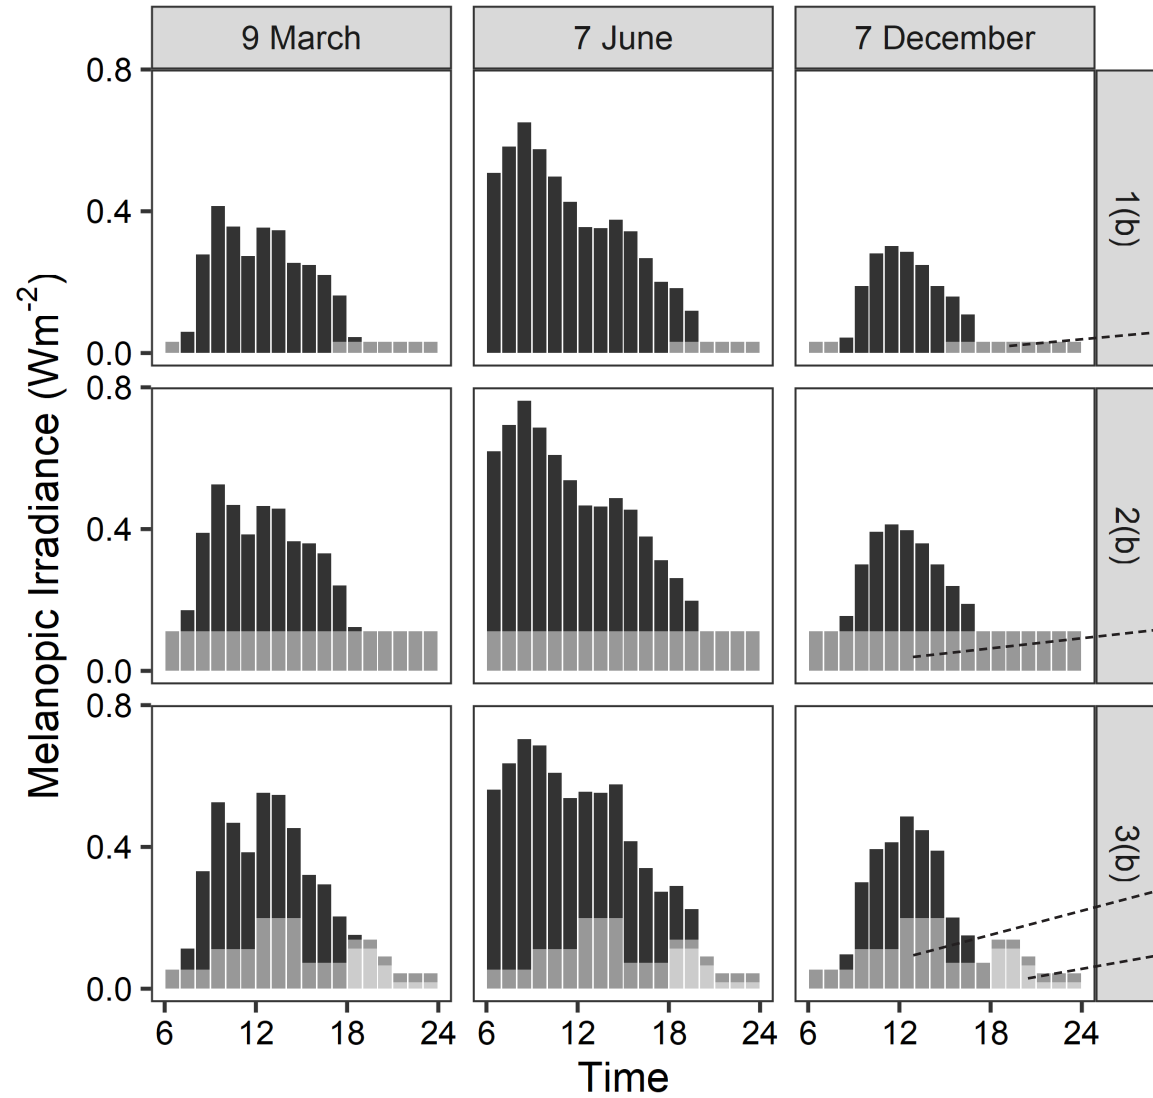 9 March 7 June 7 December
0.8
0.4
0.0
1(b)
0.8
0.4
0.0
2(b)
0.8
0.4
0.0
3(b)
Melanopic Irradiance (Wm⁻²)
6 12 18 24 6 12 18 24 6 12 18 24
Time